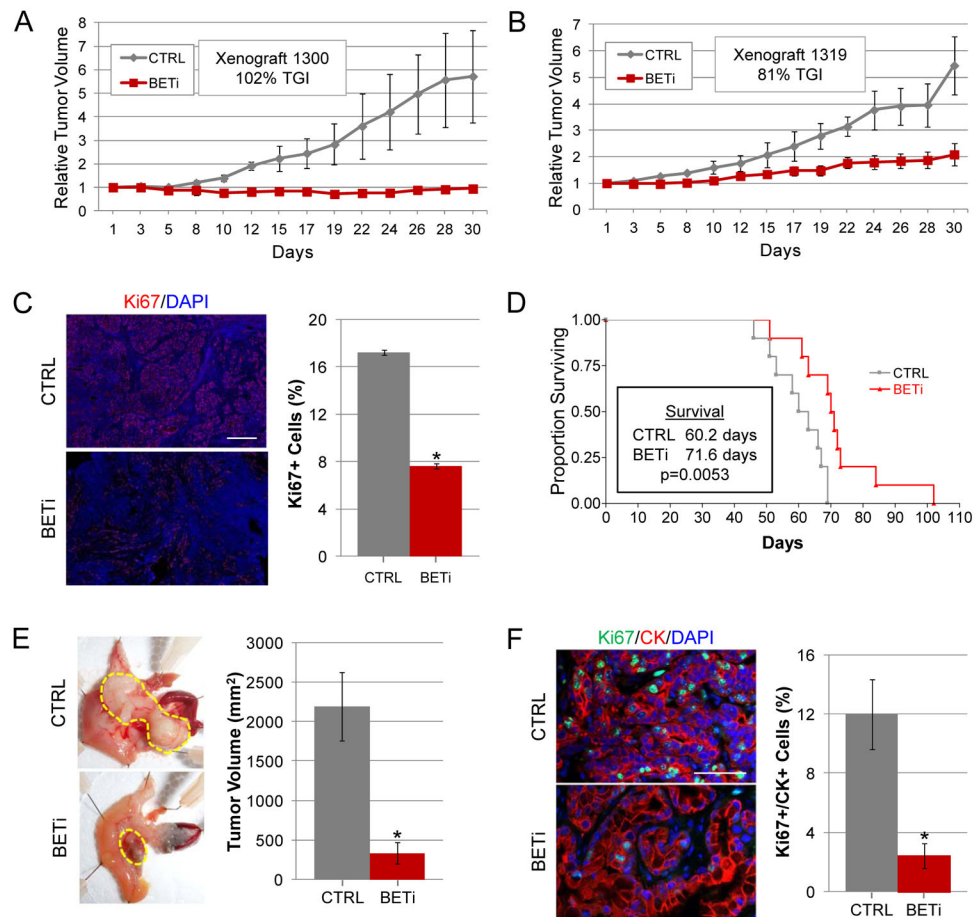 A
Relative Tumor Volume
8
7
6
5
4
3
2
1
0
CTRL
BETi
Xenograft 1300
102% TGI
1 3 5 8 10 12 15 17 19 22 24 26 28 30
Days
B
Relative Tumor Volume
7
6
5
4
3
2
1
0
CTRL
BETi
Xenograft 1319
81% TGI
1 3 5 8 10 12 15 17 19 22 24 26 28 30
Days
C
Ki67/DAPI
CTRL
BETi
Ki67+ Cells (%)
20
16
12
8
4
0
*
CTRL BETi
D
Proportion Surviving
1.00
0.75
0.50
0.25
0.00
CTRL
BETi
Survival
CTRL 60.2 days
BETi 71.6 days
p=0.0053
0 10 20 30 40 50 60 70 80 90 100 110
Days
E
CTRL
BETi
Tumor Volume (mm²)
3000
2500
2000
1500
1000
500
0
*
CTRL BETi
F
Ki67/CK/DAPI
CTRL
BETi
Ki67+/CK+ Cells (%)
16
12
8
4
0
*
CTRL BETi